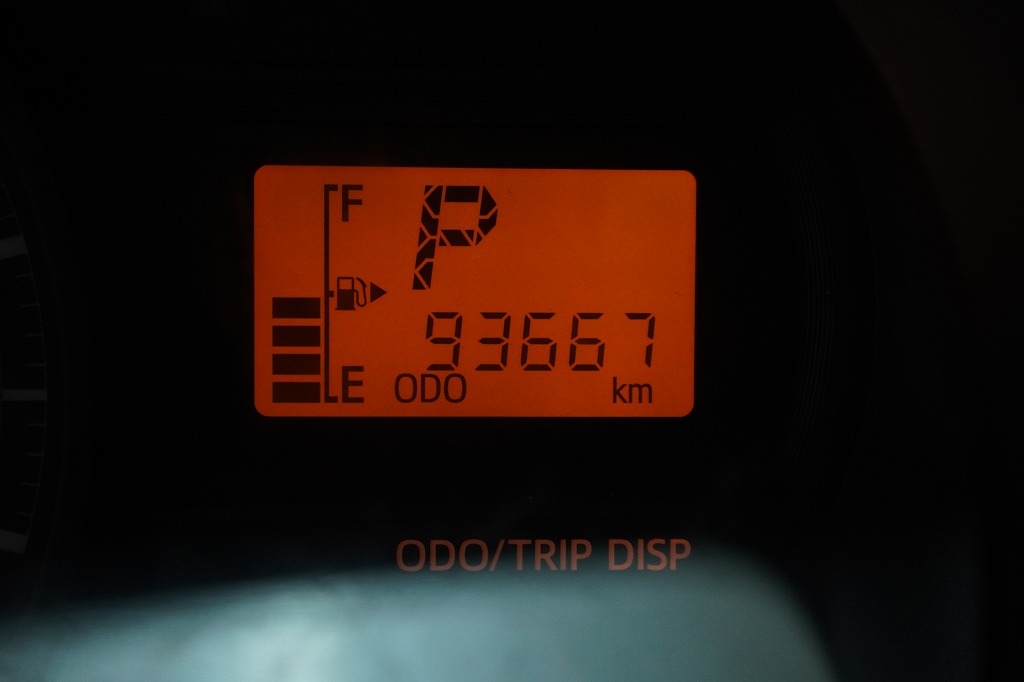 F
P
93667
E
ODO km
ODO/TRIP DISP